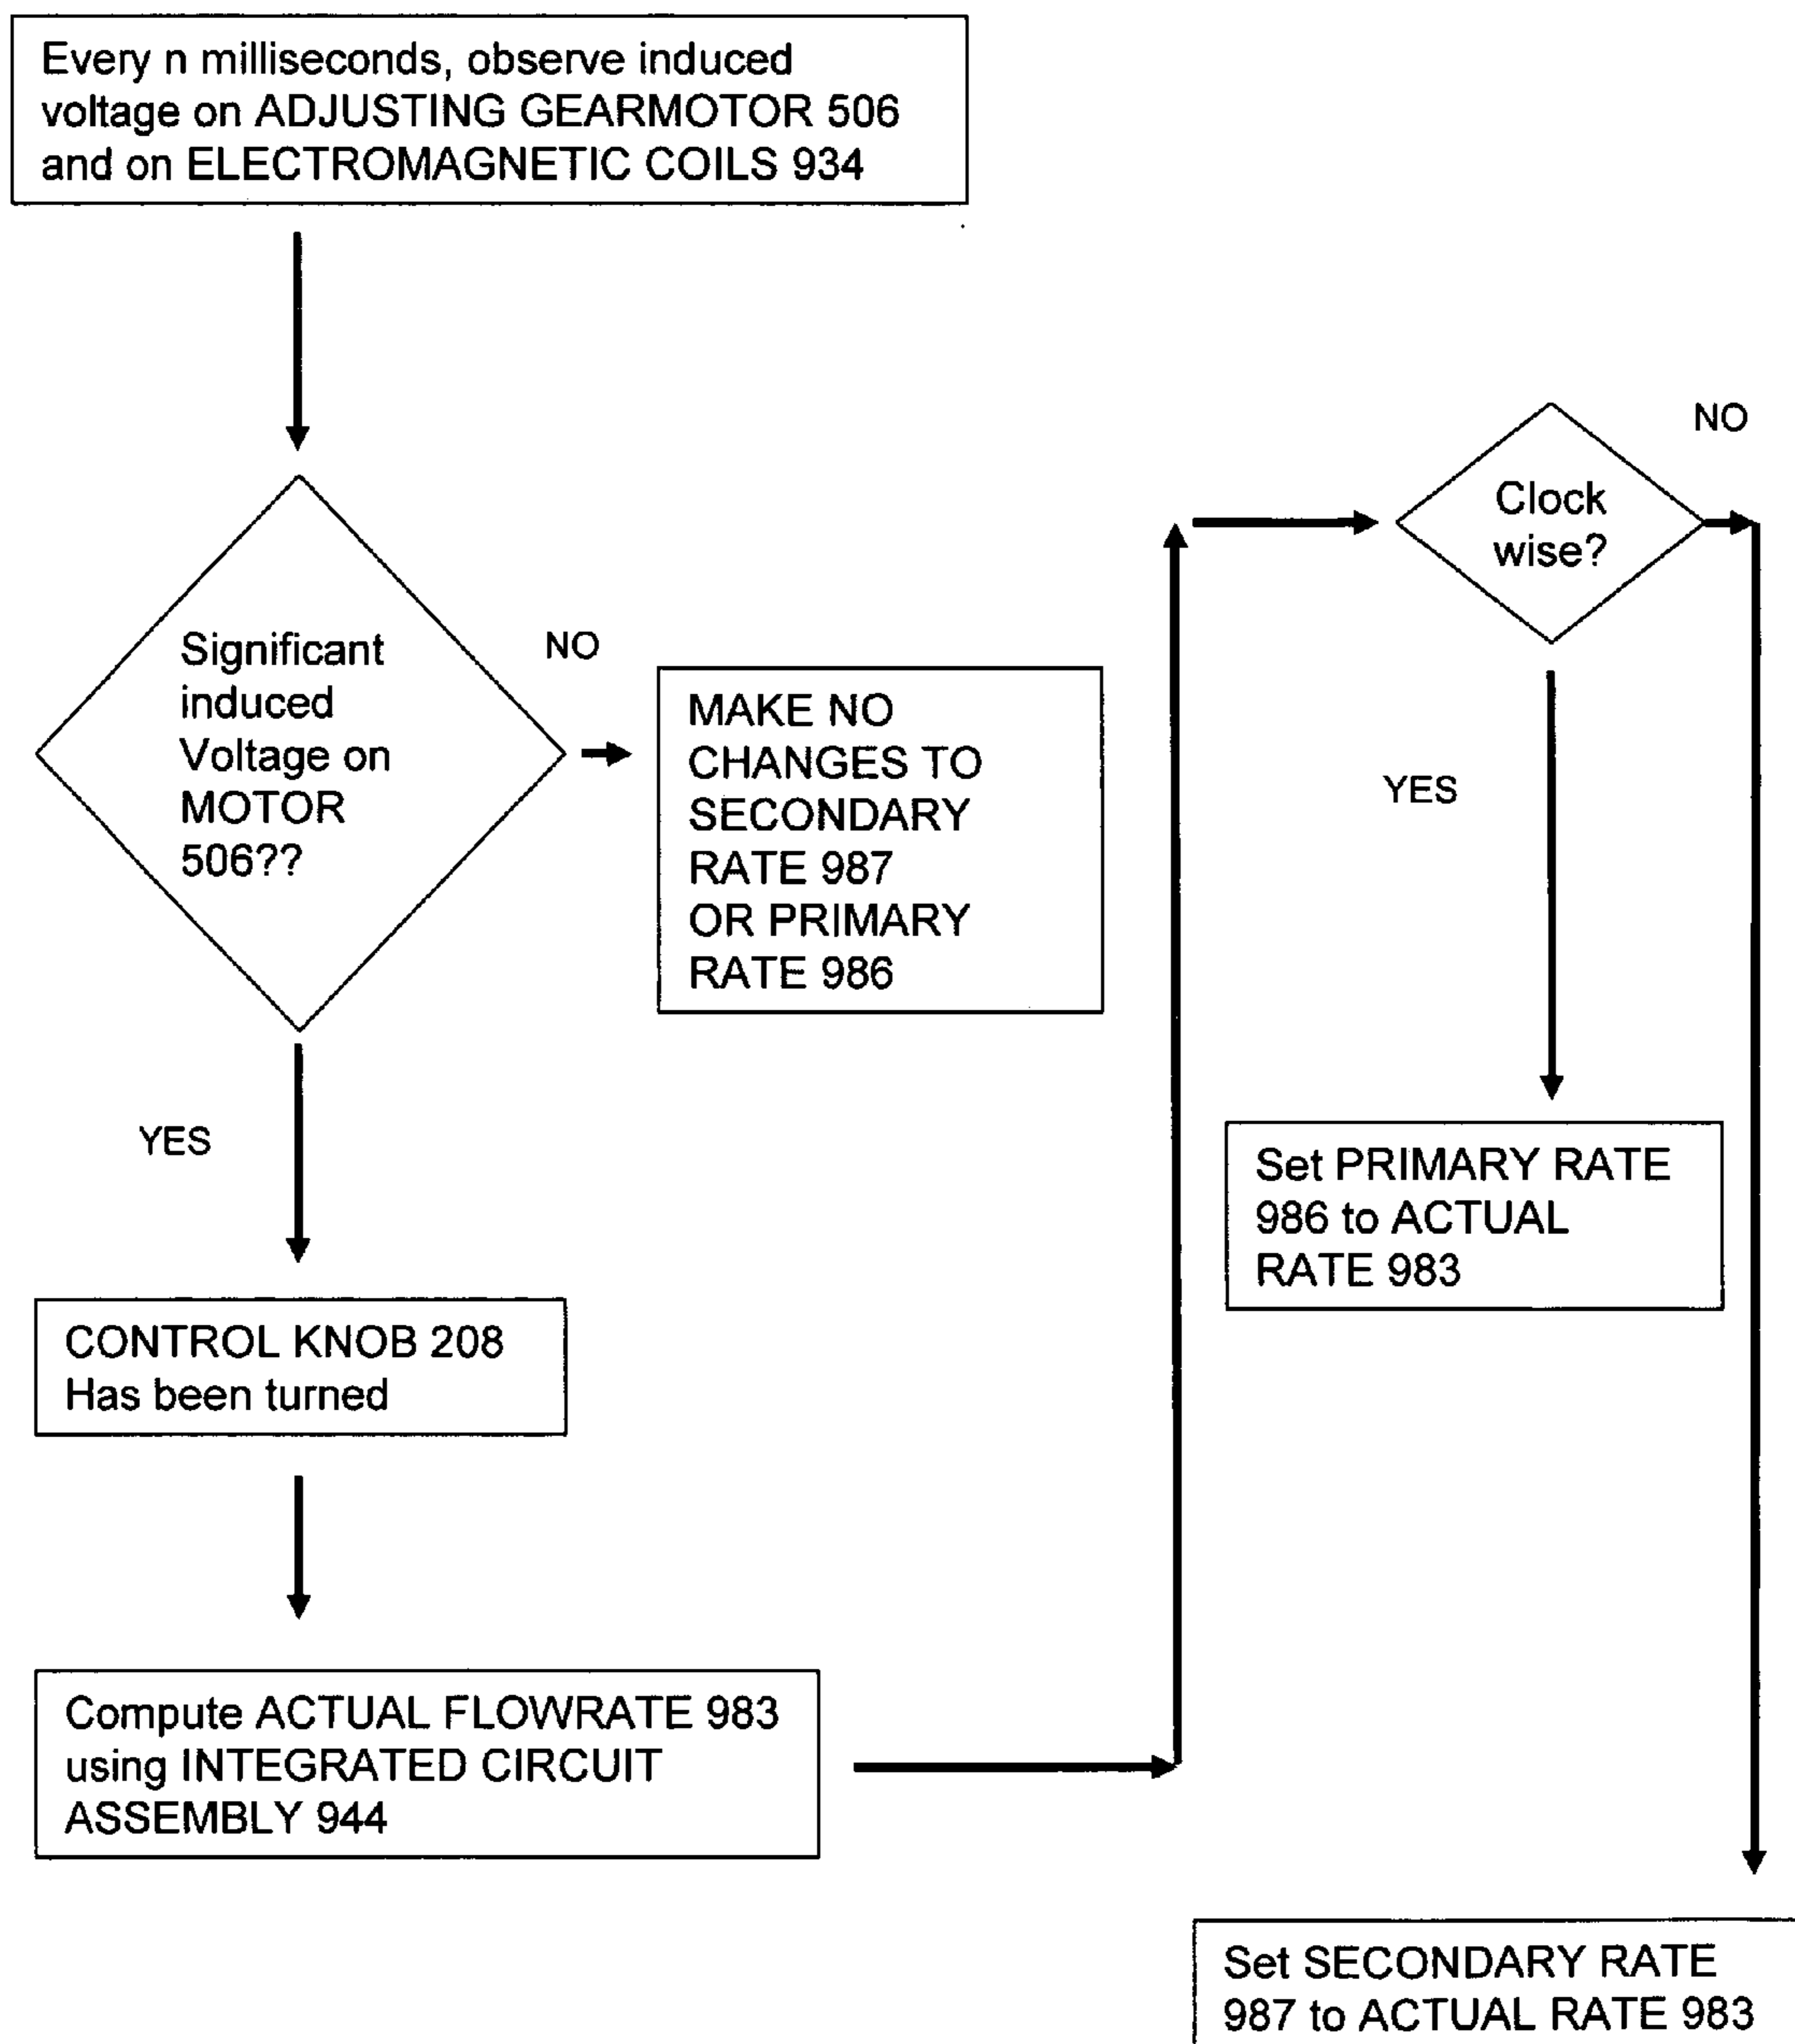 Every n milliseconds, observe induced
voltage on ADJUSTING GEARMOTOR 506
and on ELECTROMAGNETIC COILS 934
Significant
induced
Voltage on
MOTOR
506??
NO
MAKE NO
CHANGES TO
SECONDARY
RATE 987
OR PRIMARY
RATE 986
YES
CONTROL KNOB 208
Has been turned
Compute ACTUAL FLOWRATE 983
using INTEGRATED CIRCUIT
ASSEMBLY 944
Clock
wise?
NO
YES
Set PRIMARY RATE
986 to ACTUAL
RATE 983
Set SECONDARY RATE
987 to ACTUAL RATE 983